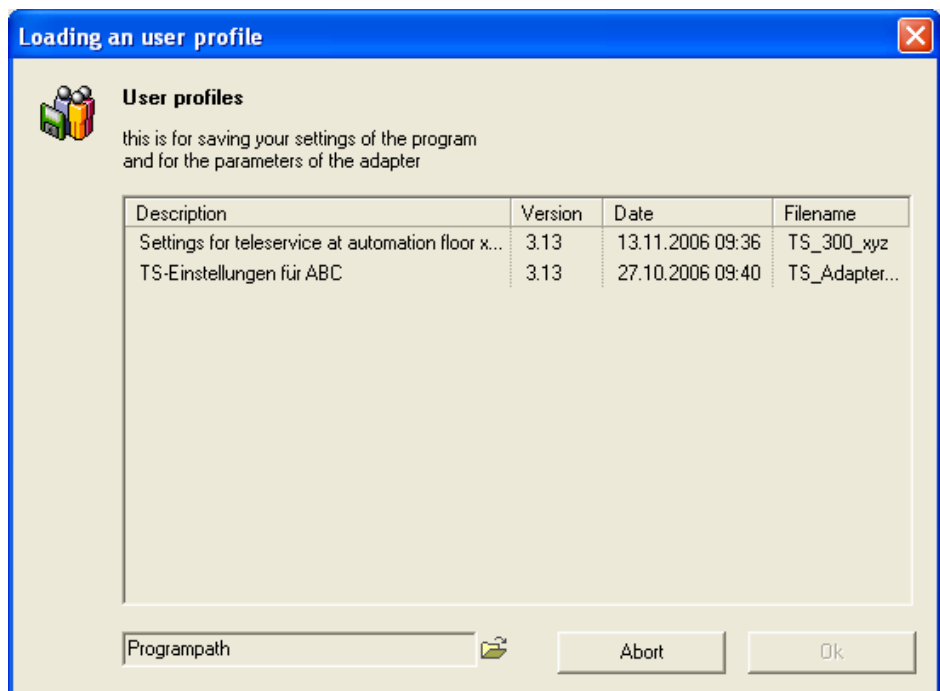 Loading an user profile
User profiles
this is for saving your settings of the program
and for the parameters of the adapter
Description Version Date Filename
Settings for teleservice at automation floor x... 3.13 13.11.2006 09:36 TS_300_xyz
TS-Einstellungen für ABC 3.13 27.10.2006 09:40 TS_Adapter...
Programpath Abort Ok